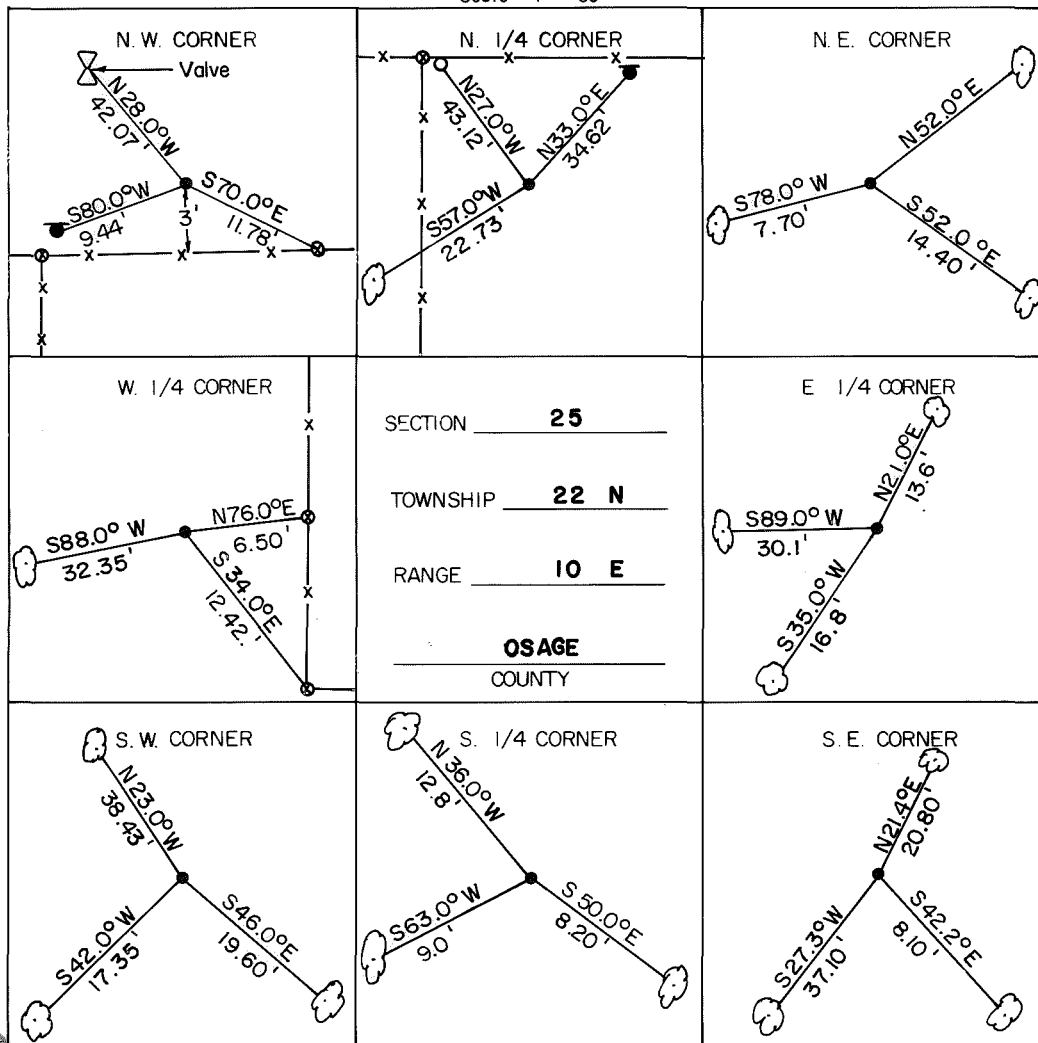 N. W. CORNER
Valve
N28.0°W
42.07'
S80.0°W
9.44'
3'
S70.0°E
11.78'
N. 1/4 CORNER
N27.0°W
43.12'
N33.0°E
34.62'
S57.0°W
22.73'
N. E. CORNER
N52.0°E
S78.0° W
7.70'
S 52.0 °E
14.40'
W. 1/4 CORNER
S88.0° W
32.35'
N76.0°E
6.50'
S 34.0°E
12.42'
SECTION 25
TOWNSHIP 22 N
RANGE 10 E
OSAGE
COUNTY
E 1/4 CORNER
N21.0°E
13.6'
S89.0° W
30.1'
S35.0° W
16.8'
S. W. CORNER
N23.0°W
38.43'
S42.0° W
17.35'
S46.0°E
19.60'
S. 1/4 CORNER
N 36.0° W
12.8'
S63.0° W
9.0'
S 50.0°E
8.20'
S. E. CORNER
N21.4°E
20.80'
S27.3°W
37.10'
S42.2°E
8.10'